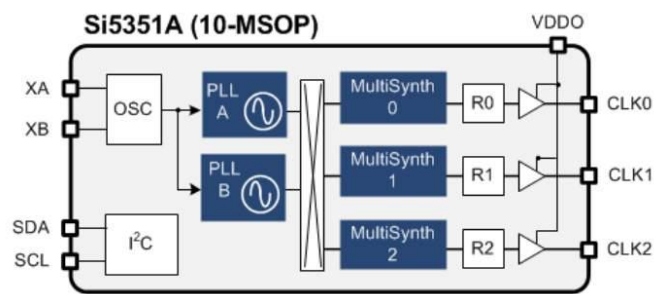 Si5351A (10-MSOP)
VDDO
XA
XB
OSC
PLL
A
PLL
B
MultiSynth
0
R0
CLK0
MultiSynth
1
R1
CLK1
MultiSynth
2
R2
CLK2
SDA
SCL
I²C